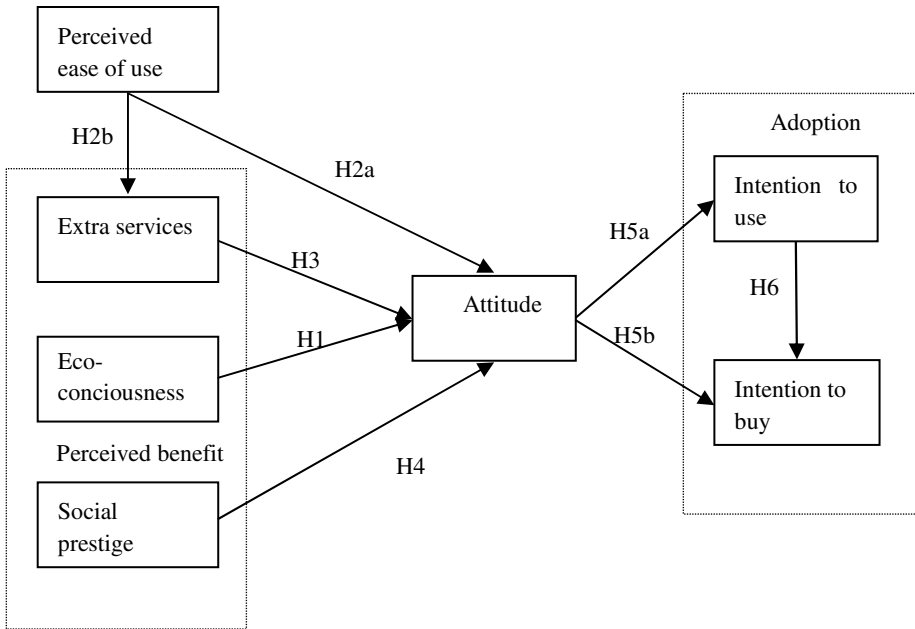 Perceived
ease of use
H2b
H2a
Adoption
Intention to
use
Extra services
H5a
H3
H6
Attitude
H1
H5b
Eco-
conciousness
Intention to
buy
Perceived benefit
H4
Social
prestige